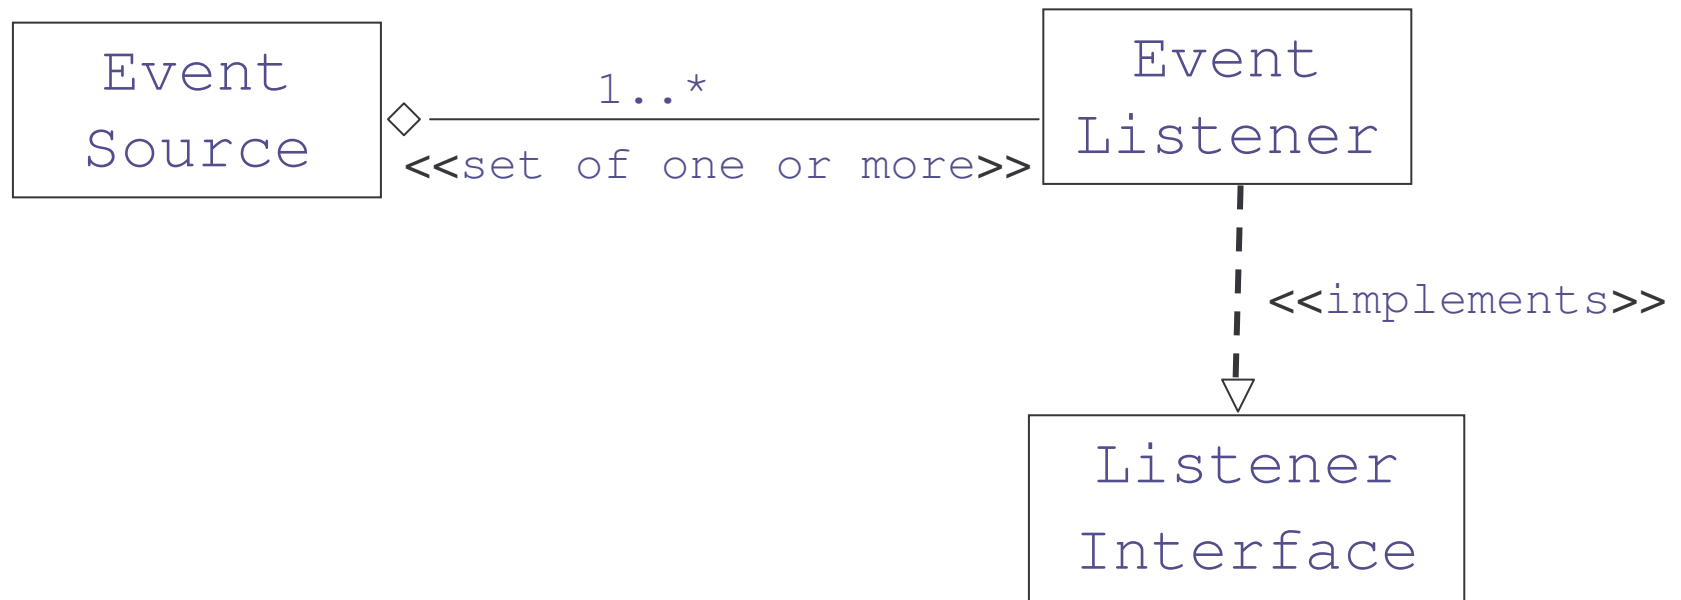 Event
Source
1..*
<<set of one or more>>
Event
Listener
<<implements>>
Listener
Interface